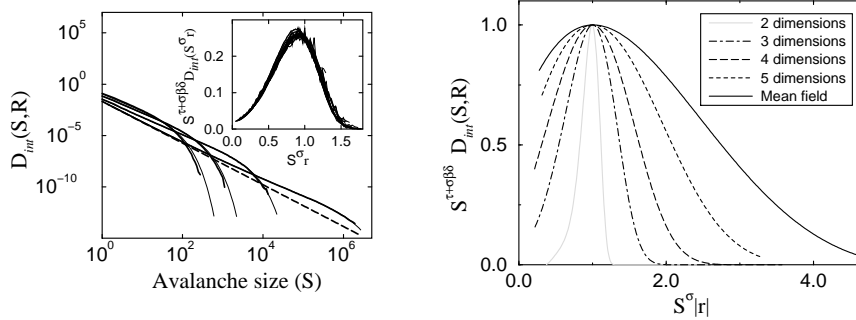 D_int(S,R)
10^5
10^0
10^-5
10^-10
10^0
10^2
10^4
10^6
Avalanche size (S)
S^τ+σβδ D_int(S^σ r)
0.2
0.1
0.0
0.0
0.5
1.0
1.5
S^σ r
S^τ+σβδ D_int(S,R)
1.0
0.5
0.0
0.0
2.0
4.0
S^σ|r|
2 dimensions
3 dimensions
4 dimensions
5 dimensions
Mean field